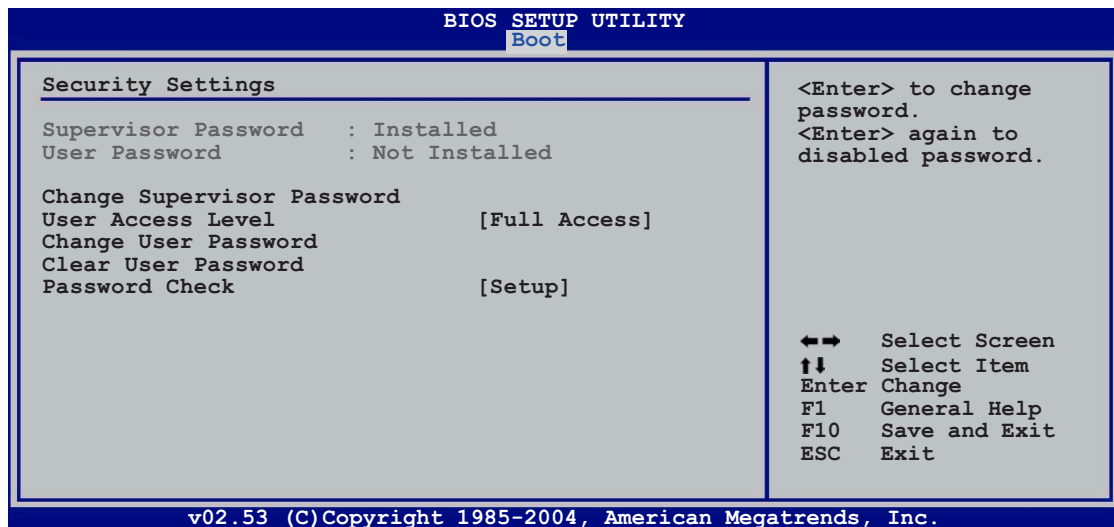 BIOS SETUP UTILITY
Boot
Security Settings
Supervisor Password : Installed
User Password : Not Installed
Change Supervisor Password
User Access Level [Full Access]
Change User Password
Clear User Password
Password Check [Setup]
<Enter> to change
password.
<Enter> again to
disabled password.
←→ Select Screen
↑↓ Select Item
Enter Change
F1 General Help
F10 Save and Exit
ESC Exit
v02.53 (C)Copyright 1985-2004, American Megatrends, Inc.